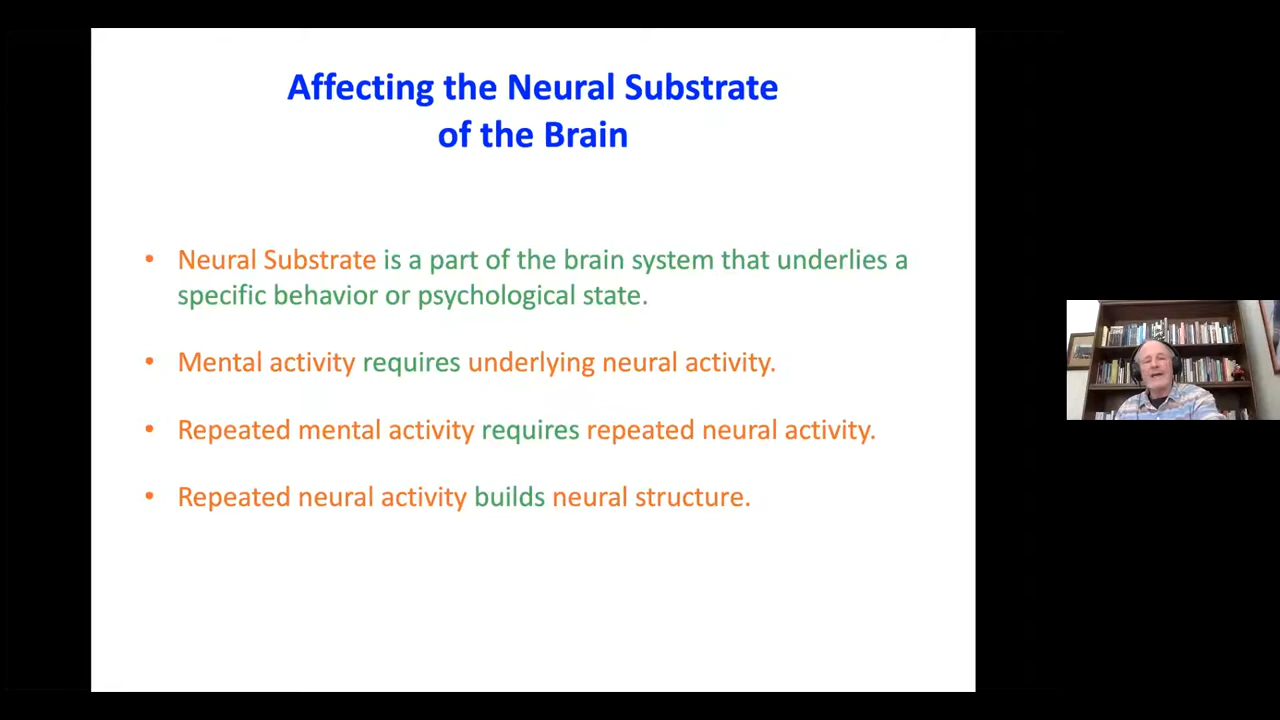 Affecting the Neural Substrate
of the Brain
• Neural Substrate is a part of the brain system that underlies a
specific behavior or psychological state.
• Mental activity requires underlying neural activity.
• Repeated mental activity requires repeated neural activity.
• Repeated neural activity builds neural structure.